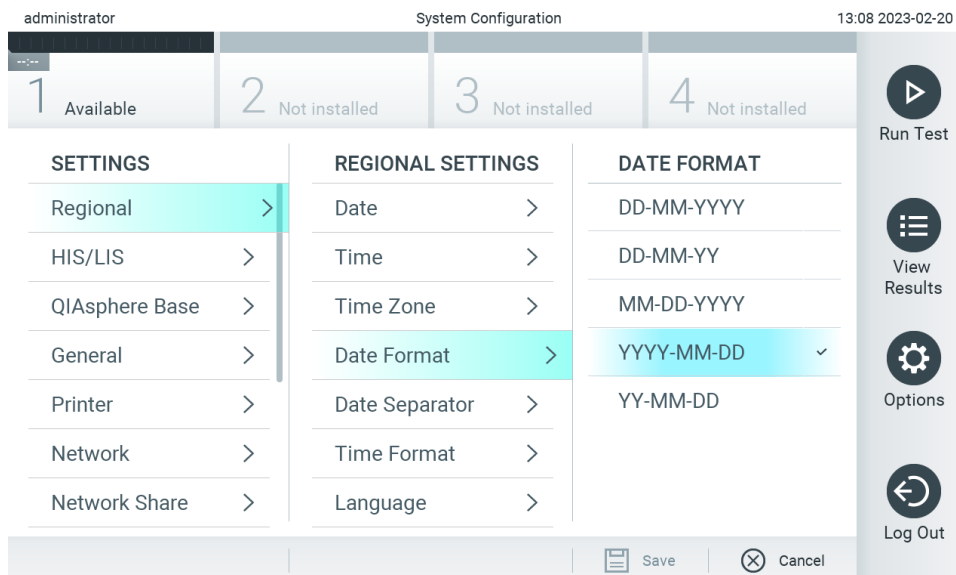 administrator
System Configuration
13:08 2023-02-20
--:--
1 Available
2 Not installed
3 Not installed
4 Not installed
Run Test
View
Results
Options
Log Out
SETTINGS
Regional
HIS/LIS
QIAsphere Base
General
Printer
Network
Network Share
REGIONAL SETTINGS
Date
Time
Time Zone
Date Format
Date Separator
Time Format
Language
DATE FORMAT
DD-MM-YYYY
DD-MM-YY
MM-DD-YYYY
YYYY-MM-DD
YY-MM-DD
Save
Cancel